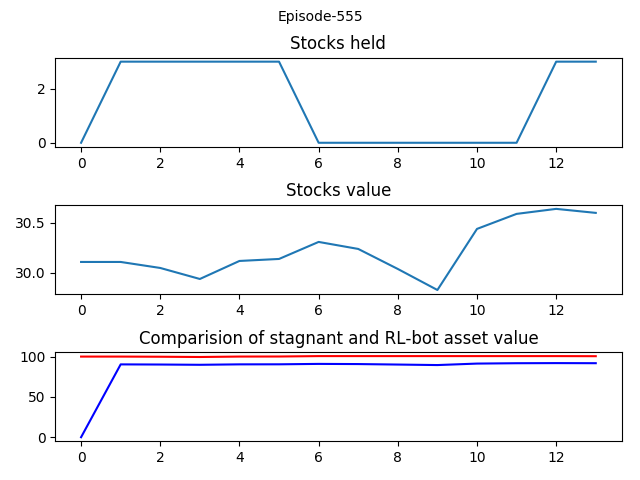 Episode-555
Stocks held
2
0
0 2 4 6 8 10 12
Stocks value
30.5
30.0
0 2 4 6 8 10 12
Comparision of stagnant and RL-bot asset value
100
50
0
0 2 4 6 8 10 12